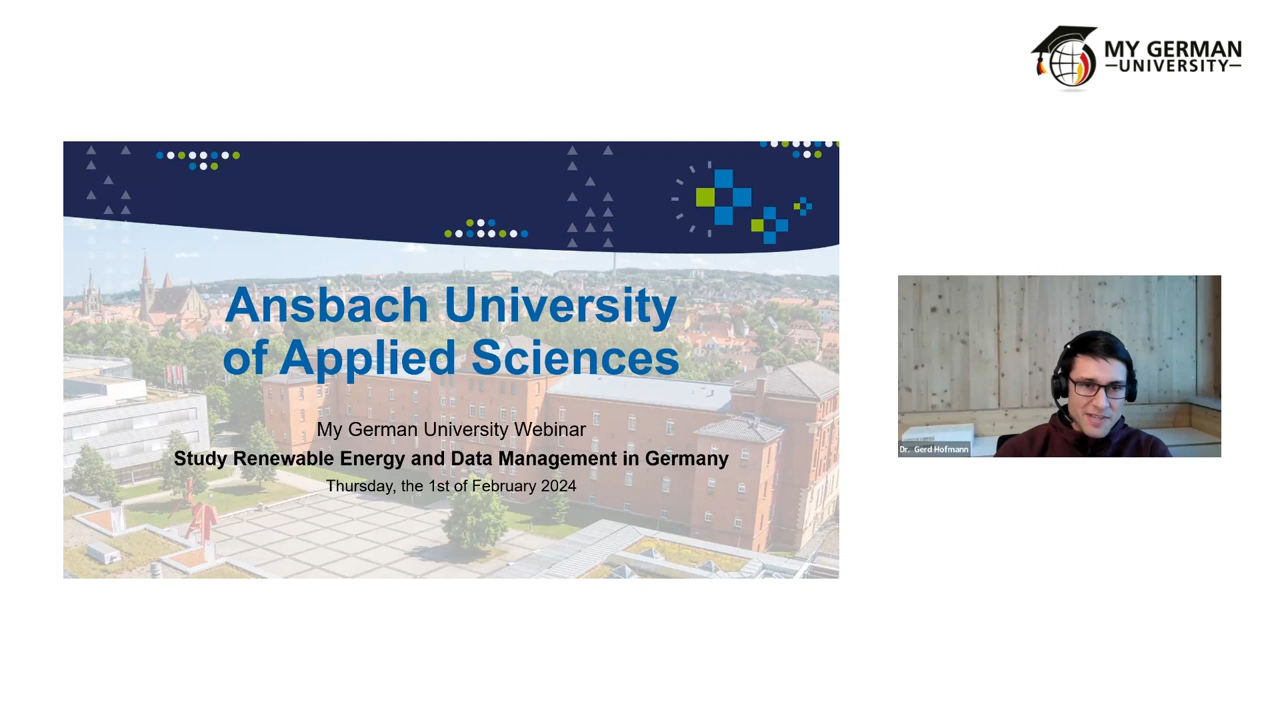 MY GERMAN
UNIVERSITY
Ansbach University
of Applied Sciences
My German University Webinar
Study Renewable Energy and Data Management in Germany
Thursday, the 1st of February 2024
Dr. Gerd Hofmann